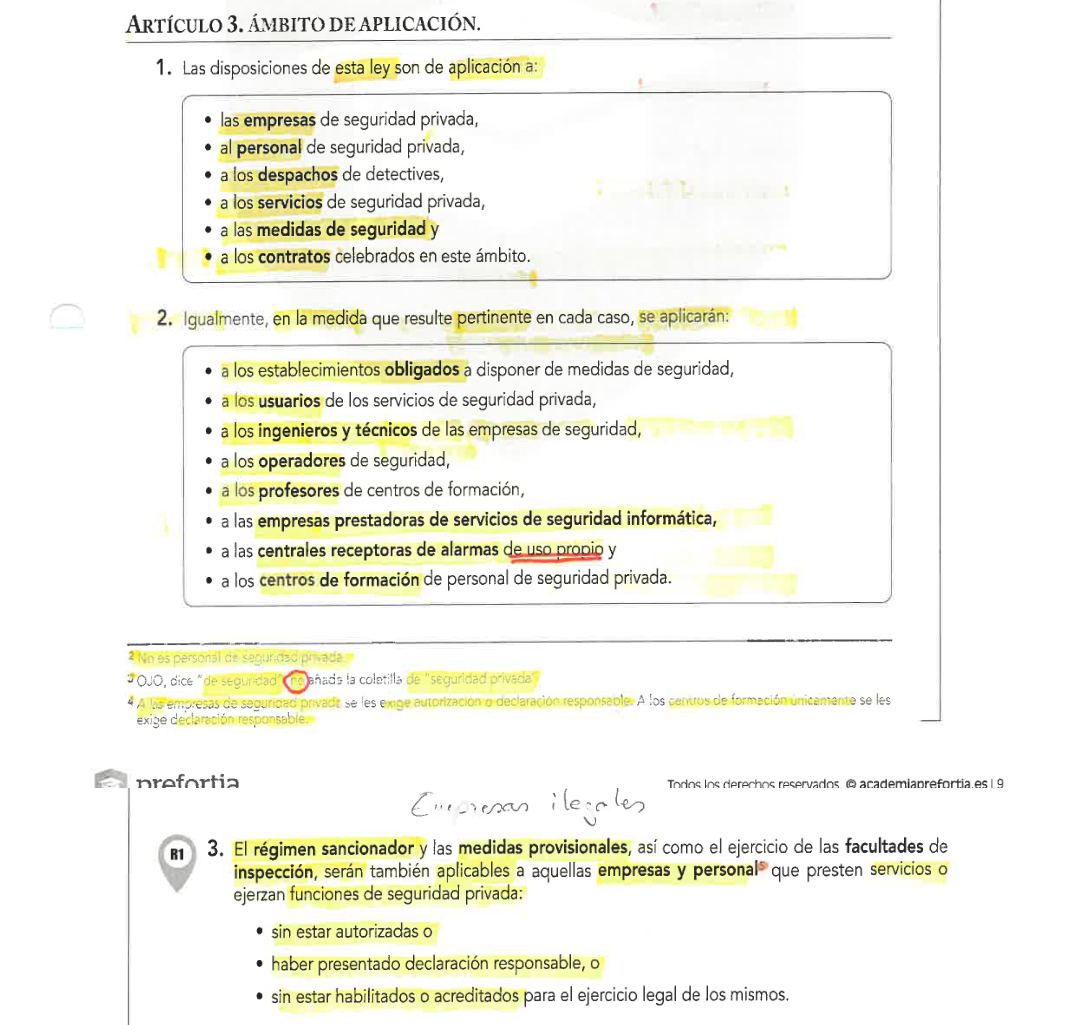 ARTÍCULO 3. ÁMBITO DE APLICACIÓN.
1. Las disposiciones de esta ley son de aplicación a:
• las empresas de seguridad privada,
• al personal de seguridad privada,
• a los despachos de detectives,
• a los servicios de seguridad privada,
• a las medidas de seguridad y
• a los contratos celebrados en este ámbito.
2. Igualmente, en la medida que resulte pertinente en cada caso, se aplicarán:
• a los establecimientos obligados a disponer de medidas de seguridad,
• a los usuarios de los servicios de seguridad privada,
• a los ingenieros y técnicos de las empresas de seguridad,
• a los operadores de seguridad,
• a los profesores de centros de formación,
• a las empresas prestadoras de servicios de seguridad informática,
• a las centrales receptoras de alarmas de uso propio y
• a los centros de formación de personal de seguridad privada.
2 No es personal de seguridad privada.
3 OJO, dice "de seguridad" no añade la coletilla de "seguridad privada"
4 A las empresas de seguridad privada se les exige autorización o declaración responsable. A los centros de formación únicamente se les
exige declaración responsable.
prefortia
Todos los derechos reservados © academiaprefortia.es | 9
Empresas ilegales
R1
3. El régimen sancionador y las medidas provisionales, así como el ejercicio de las facultades de
inspección, serán también aplicables a aquellas empresas y personal5 que presten servicios o
ejerzan funciones de seguridad privada:
• sin estar autorizadas o
• haber presentado declaración responsable, o
• sin estar habilitados o acreditados para el ejercicio legal de los mismos.